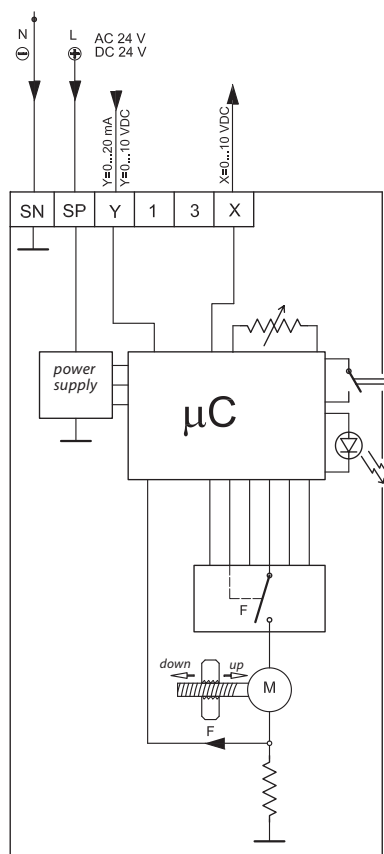 N L AC 24 V
⊖ ⊕ DC 24 V
Y=0...20 mA
Y=0...10 VDC
X=0...10 VDC
SN SP Y 1 3 X
power
supply
µC
F
down up
M
F